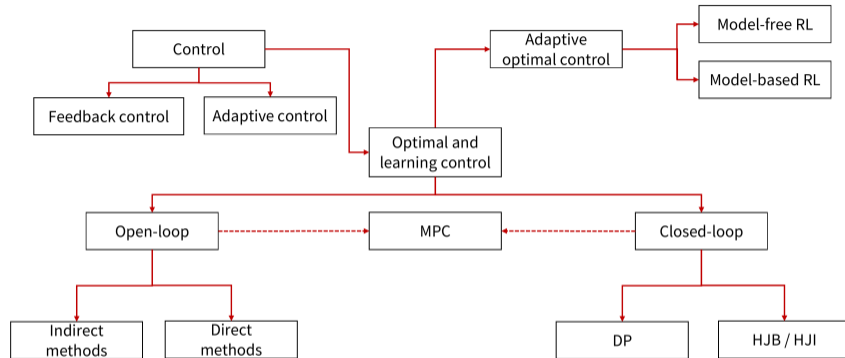 Control
Adaptive
optimal control
Model-free RL
Model-based RL
Feedback control
Adaptive control
Optimal and
learning control
Open-loop
MPC
Closed-loop
Indirect
methods
Direct
methods
DP
HJB / HJI